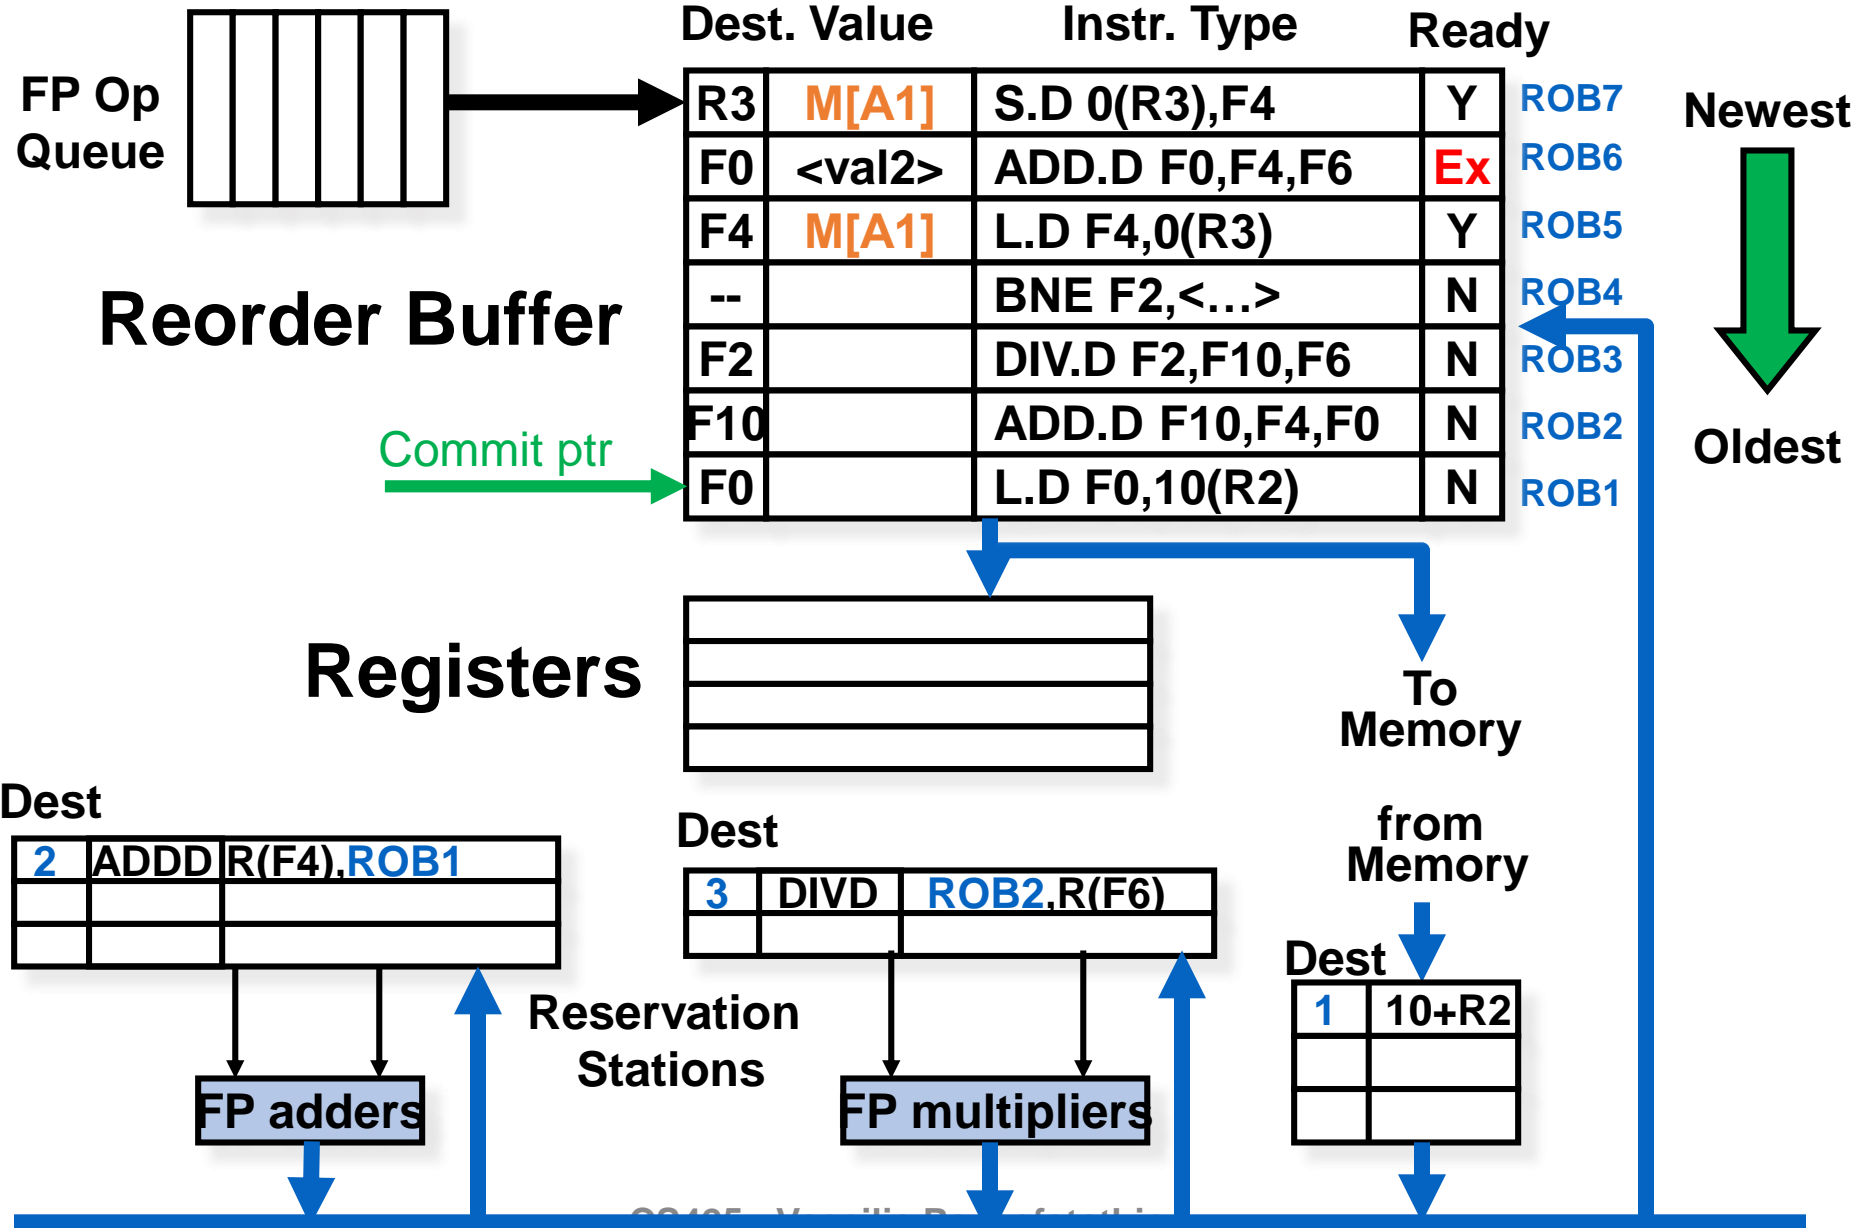 Dest. Value Instr. Type Ready
FP Op
Queue
R3 M[A1] S.D 0(R3),F4 Y ROB7
Newest
F0 <val2> ADD.D F0,F4,F6 Ex ROB6
F4 M[A1] L.D F4,0(R3) Y ROB5
-- BNE F2,<...> N ROB4
Reorder Buffer
F2 DIV.D F2,F10,F6 N ROB3
F10 ADD.D F10,F4,F0 N ROB2
Oldest
Commit ptr
F0 L.D F0,10(R2) N ROB1
Registers
To
Memory
Dest
2 ADDD R(F4),ROB1
Dest
3 DIVD ROB2,R(F6)
from
Memory
Dest
1 10+R2
Reservation
Stations
FP adders
FP multipliers